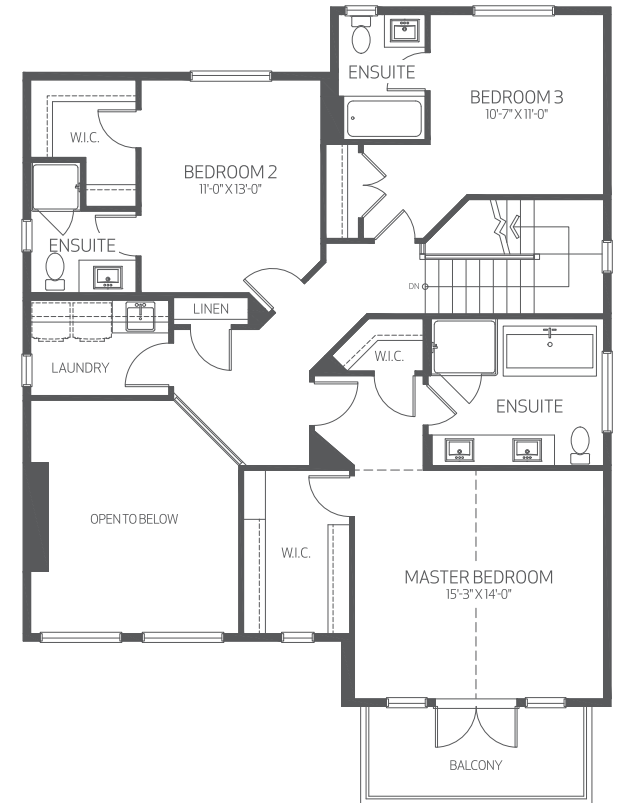 ENSUITE
BEDROOM 3
10'-7" X 11'-0"
W.I.C.
BEDROOM 2
11'-0" X 13'-0"
ENSUITE
DN
LINEN
LAUNDRY
W.I.C.
ENSUITE
OPEN TO BELOW
W.I.C.
MASTER BEDROOM
15'-3" X 14'-0"
BALCONY